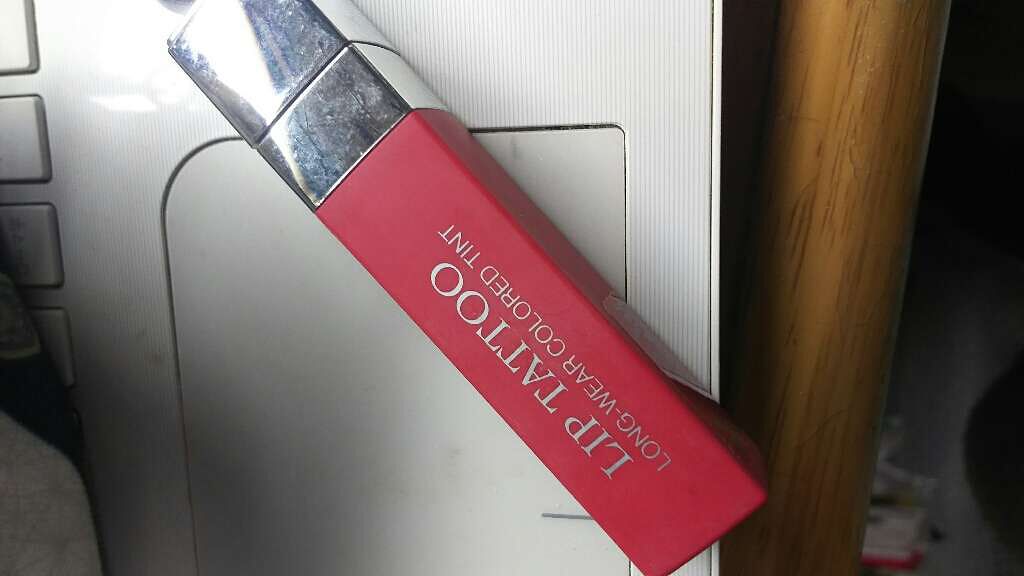 LIP TATTOO
LONG-WEAR COLORED TINT